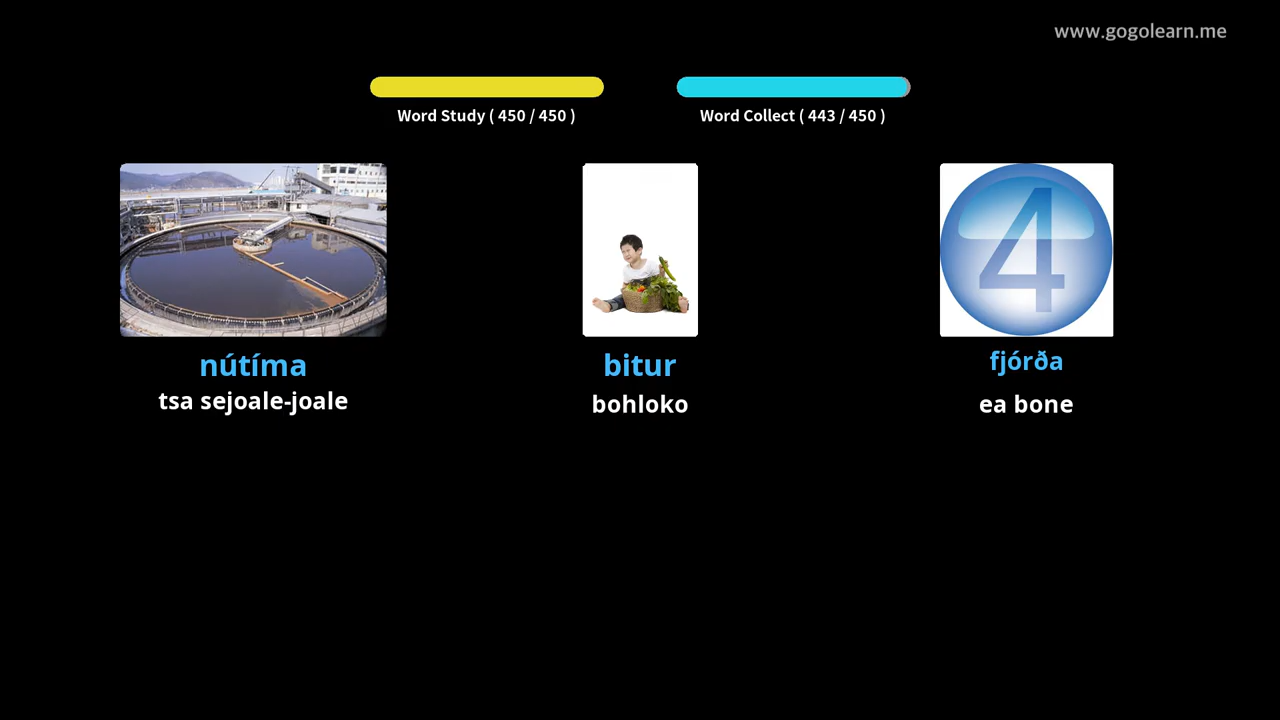 www.gogolearn.me
Word Study ( 450 / 450 )
Word Collect ( 443 / 450 )
4
nútíma
tsa sejoale-joale
bitur
bohloko
fjórða
ea bone